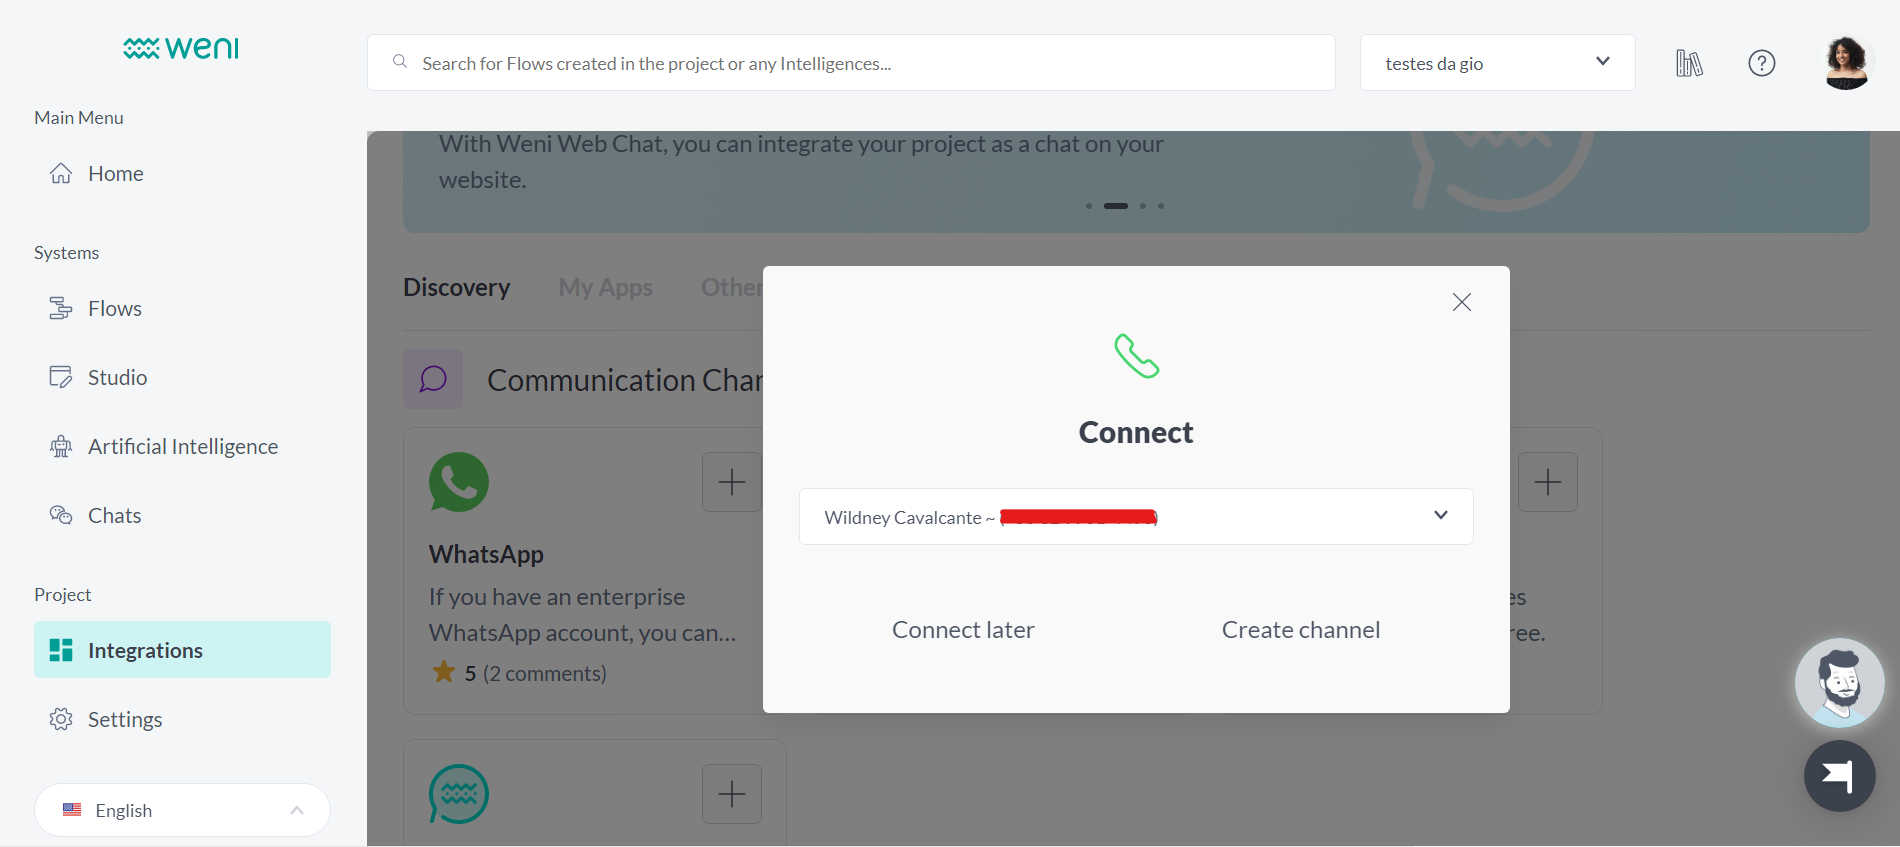 weni
Search for Flows created in the project or any Intelligences...
testes da gio
Main Menu
Home
Systems
Flows
Studio
Artificial Intelligence
Chats
Project
Integrations
Settings
English
With Weni Web Chat, you can integrate your project as a chat on your
website.
Discovery My Apps Other
Communication Chan
WhatsApp
If you have an enterprise
WhatsApp account, you can...
5 (2 comments)
es
ree.
Connect
Wildney Cavalcante ~
Connect later Create channel